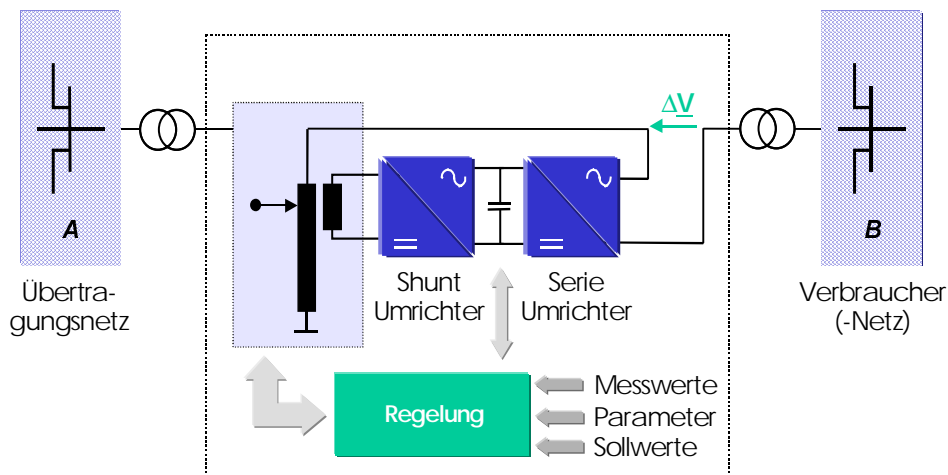 ΔV
A
B
Übertra-
gungsnetz
Shunt
Umrichter
Serie
Umrichter
Verbraucher
(-Netz)
Regelung
Messwerte
Parameter
Sollwerte